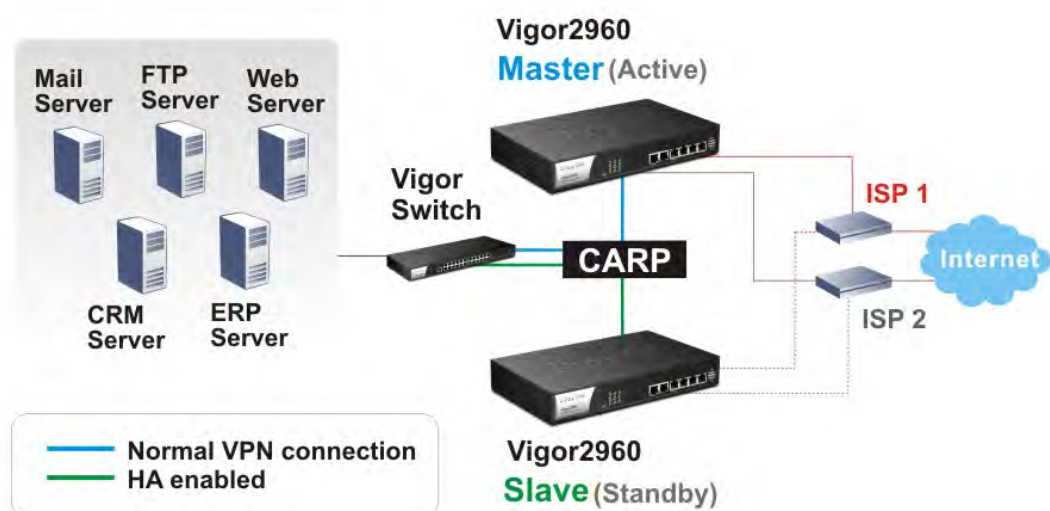 Vigor2960
Master (Active)
Mail
Server
FTP
Server
Web
Server
Vigor
Switch
ISP 1
CARP
Internet
CRM
Server
ERP
Server
ISP 2
Normal VPN connection
HA enabled
Vigor2960
Slave (Standby)